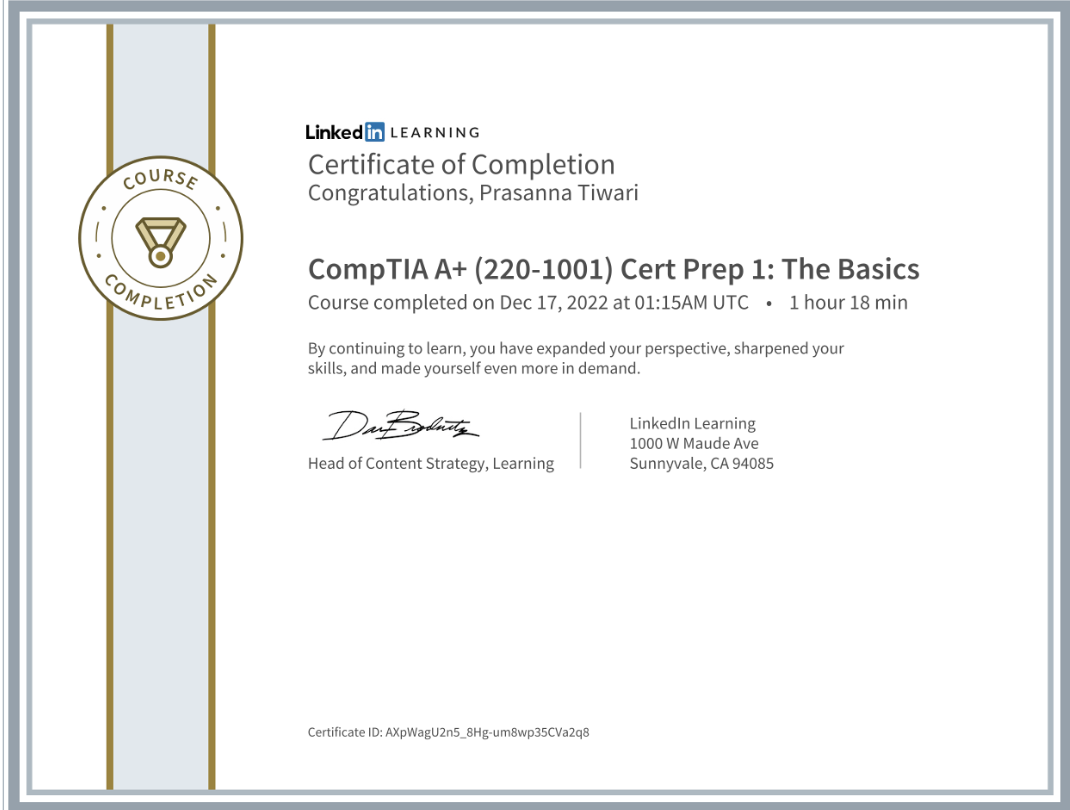 COURSE
COMPLETION
Linked in LEARNING
Certificate of Completion
Congratulations, Prasanna Tiwari
CompTIA A+ (220-1001) Cert Prep 1: The Basics
Course completed on Dec 17, 2022 at 01:15AM UTC • 1 hour 18 min
By continuing to learn, you have expanded your perspective, sharpened your
skills, and made yourself even more in demand.
Head of Content Strategy, Learning
LinkedIn Learning
1000 W Maude Ave
Sunnyvale, CA 94085
Certificate ID: AXpWagU2n5_8Hg-um8wp35CVa2q8